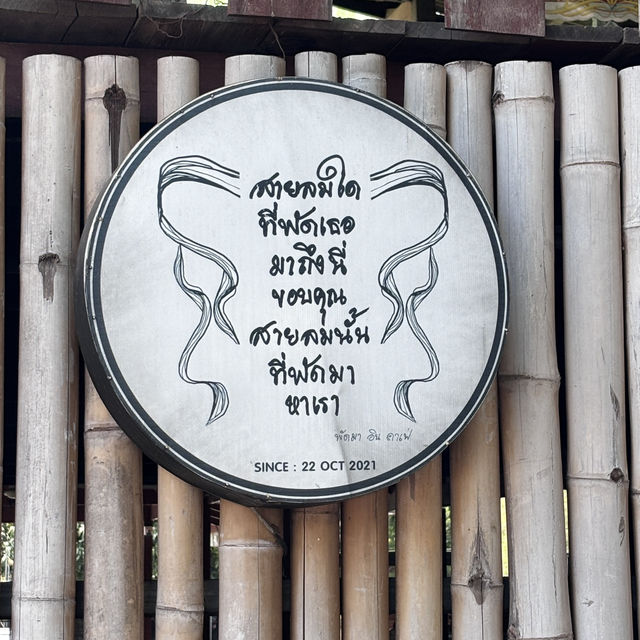 สายลมใด
ที่พัดเธอ
มาถึงนี่
ขอบคุณ
สายลมนั้น
ที่พัดมา
หาเรา
พัดมา อิน คาเฟ่
SINCE : 22 OCT 2021